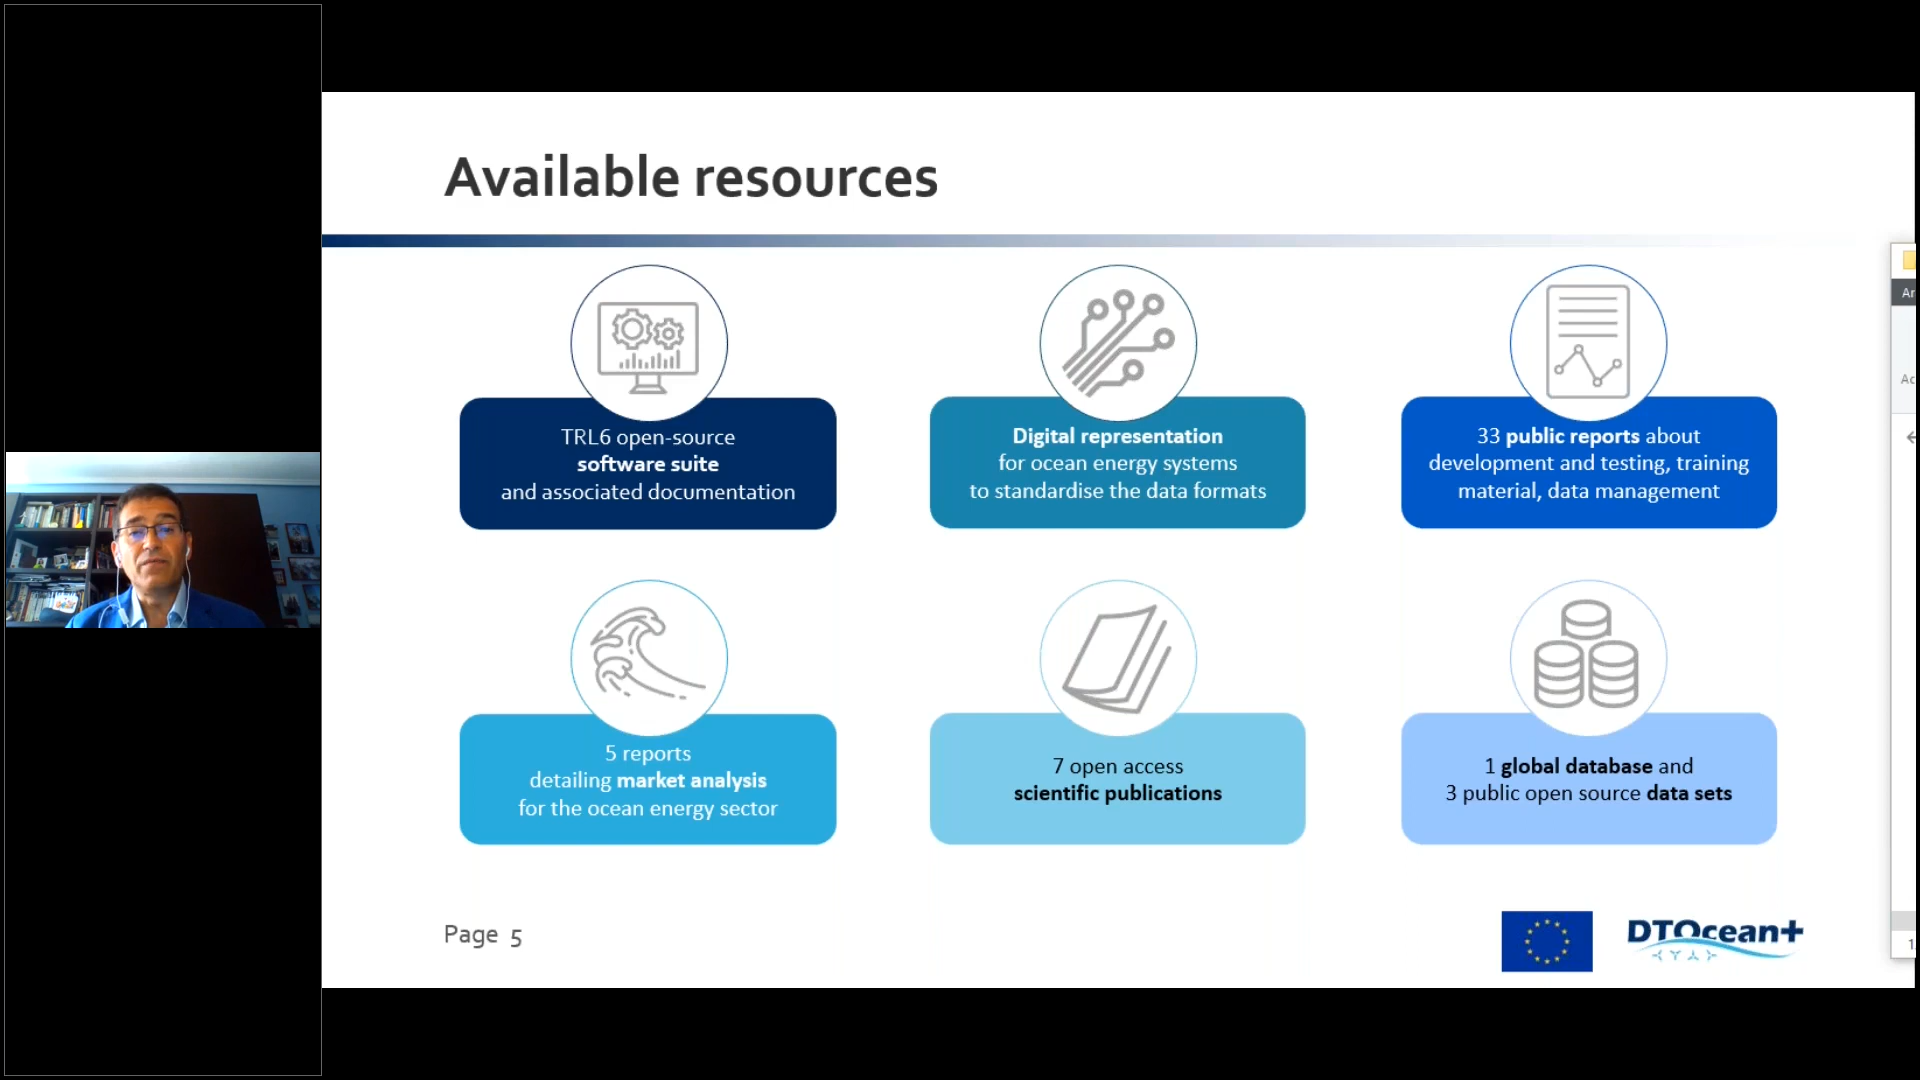 Available resources
TRL6 open-source
software suite
and associated documentation
Digital representation
for ocean energy systems
to standardise the data formats
33 public reports about
development and testing, training
material, data management
5 reports
detailing market analysis
for the ocean energy sector
7 open access
scientific publications
1 global database and
3 public open source data sets
Page 5
DTOcean+
Ar
Ac
1